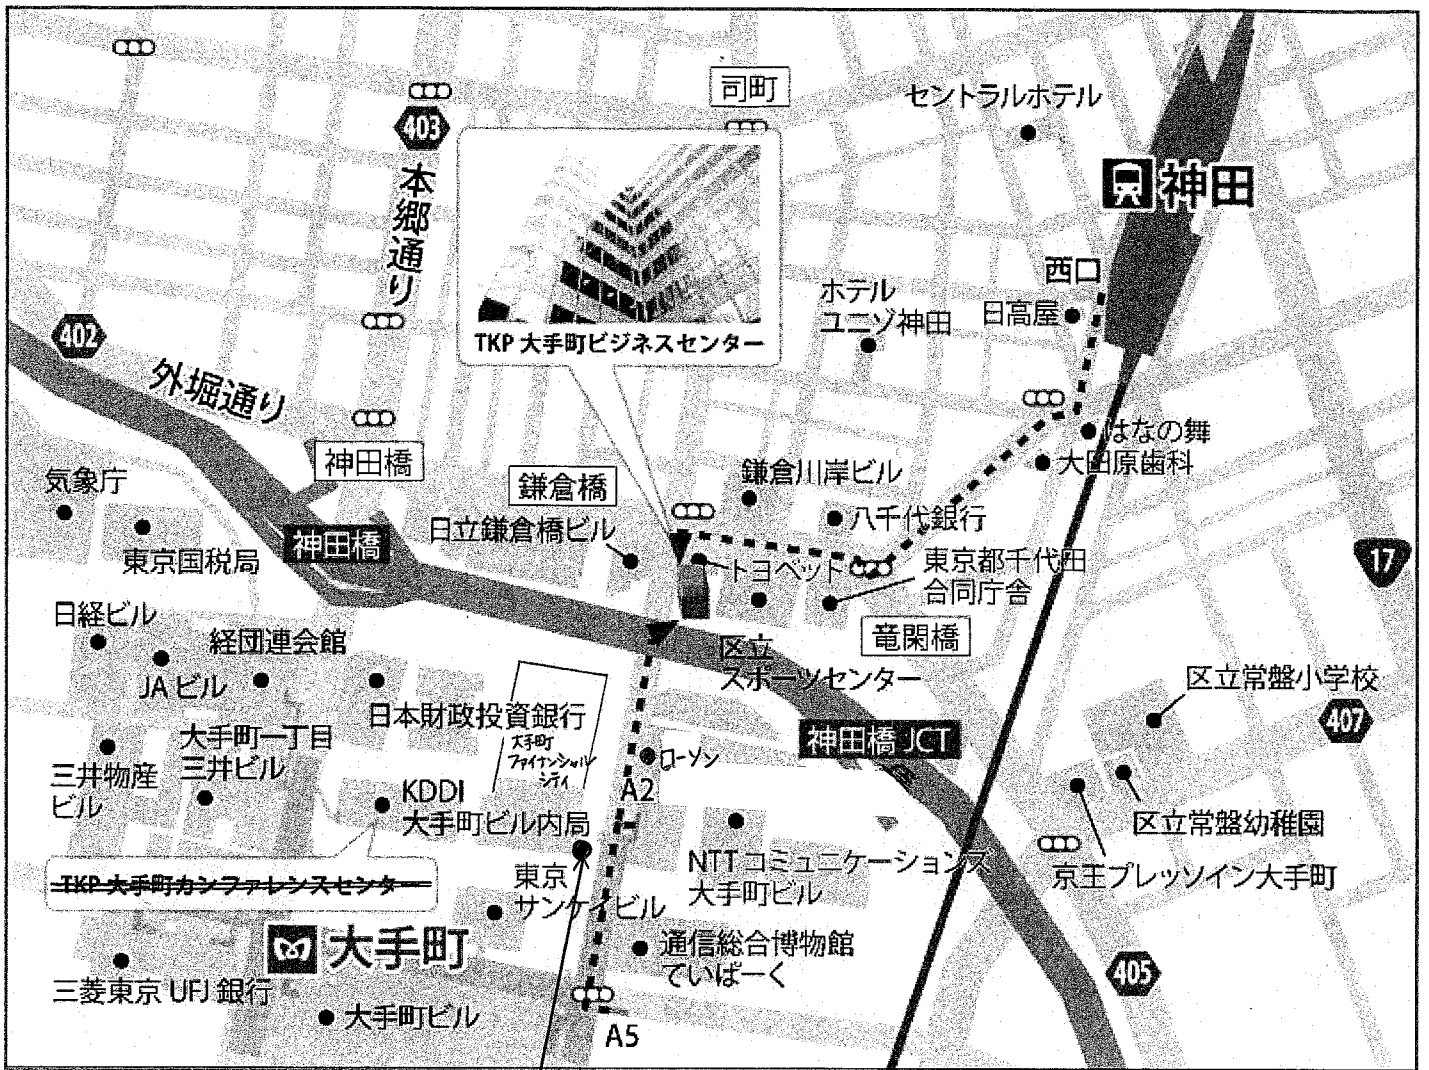 司町
セントラルホテル
403
本郷通り
神田
西口
ホテル
ユニゾ神田
日高屋
402
TKP 大手町ビジネスセンター
外堀通り
はなの舞
大田原歯科
神田橋
気象庁
鎌倉橋
鎌倉川岸ビル
日立鎌倉橋ビル
八千代銀行
神田橋
東京国税局
トヨペット
東京都千代田
合同庁舎
17
日経ビル
経団連会館
竜閑橋
区立
スポーツセンター
JA ビル
区立常盤小学校
日本財政投資銀行
407
大手町一丁目
三井ビル
大手町
ファイナンシャル
シティ
神田橋 JCT
ローソン
三井物産
ビル
A2
KDDI
大手町ビル内局
区立常盤幼稚園
NTT コミュニケーションズ
大手町ビル
京王プレッソイン大手町
TKP 大手町カンファレンスセンター
東京
サンケイビル
大手町
通信総合博物館
ていぱーく
405
三菱東京 UFJ 銀行
大手町ビル
A5